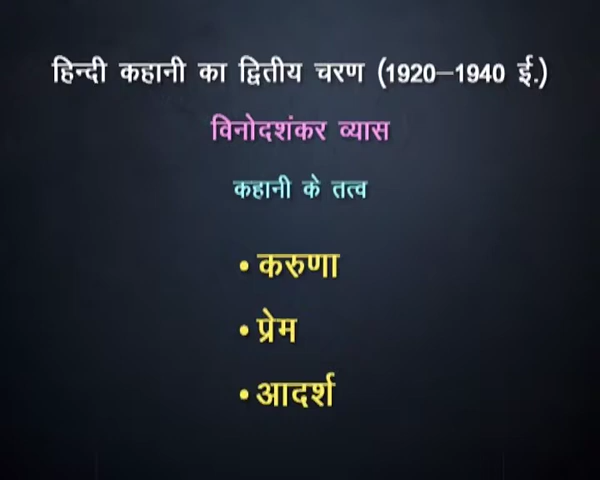 हिन्दी कहानी का द्वितीय चरण (1920–1940 ई.)
विनोदशंकर व्यास
कहानी के तत्व
• करुणा
• प्रेम
• आदर्श